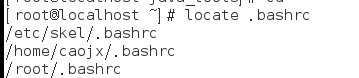 [root@localhost ~]# locate .bashrc
/etc/skel/.bashrc
/home/caojx/.bashrc
/root/.bashrc